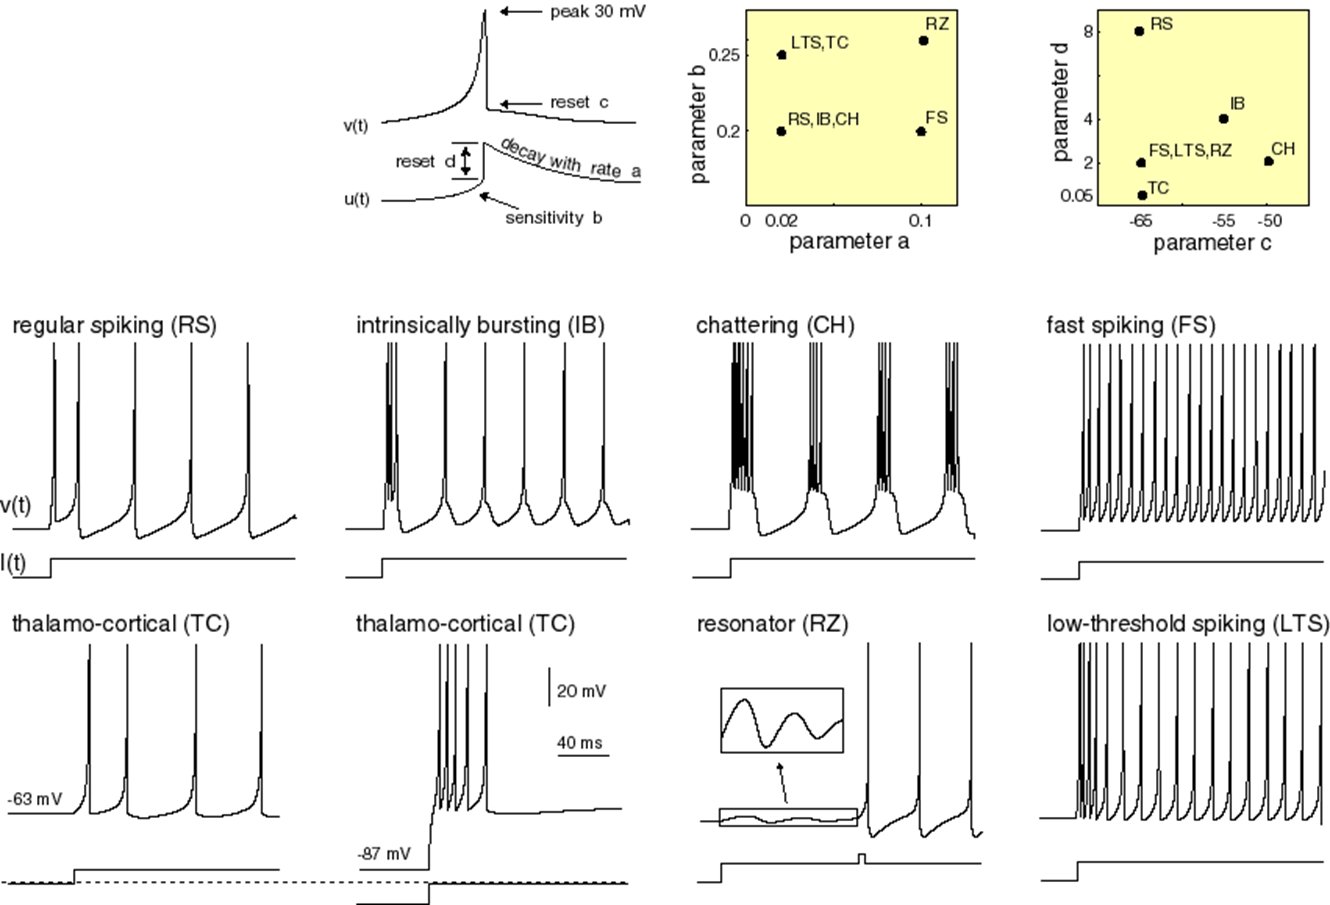 peak 30 mV
reset c
v(t)
reset d
decay with rate a
u(t)
sensitivity b
parameter b
0.25
0.2
LTS,TC
RZ
RS,IB,CH
FS
0 0.02 0.1
parameter a
parameter d
8
4
2
0.05
RS
IB
FS,LTS,RZ
CH
TC
-65 -55 -50
parameter c
regular spiking (RS)
intrinsically bursting (IB)
chattering (CH)
fast spiking (FS)
v(t)
I(t)
thalamo-cortical (TC)
thalamo-cortical (TC)
resonator (RZ)
low-threshold spiking (LTS)
20 mV
40 ms
-63 mV
-87 mV